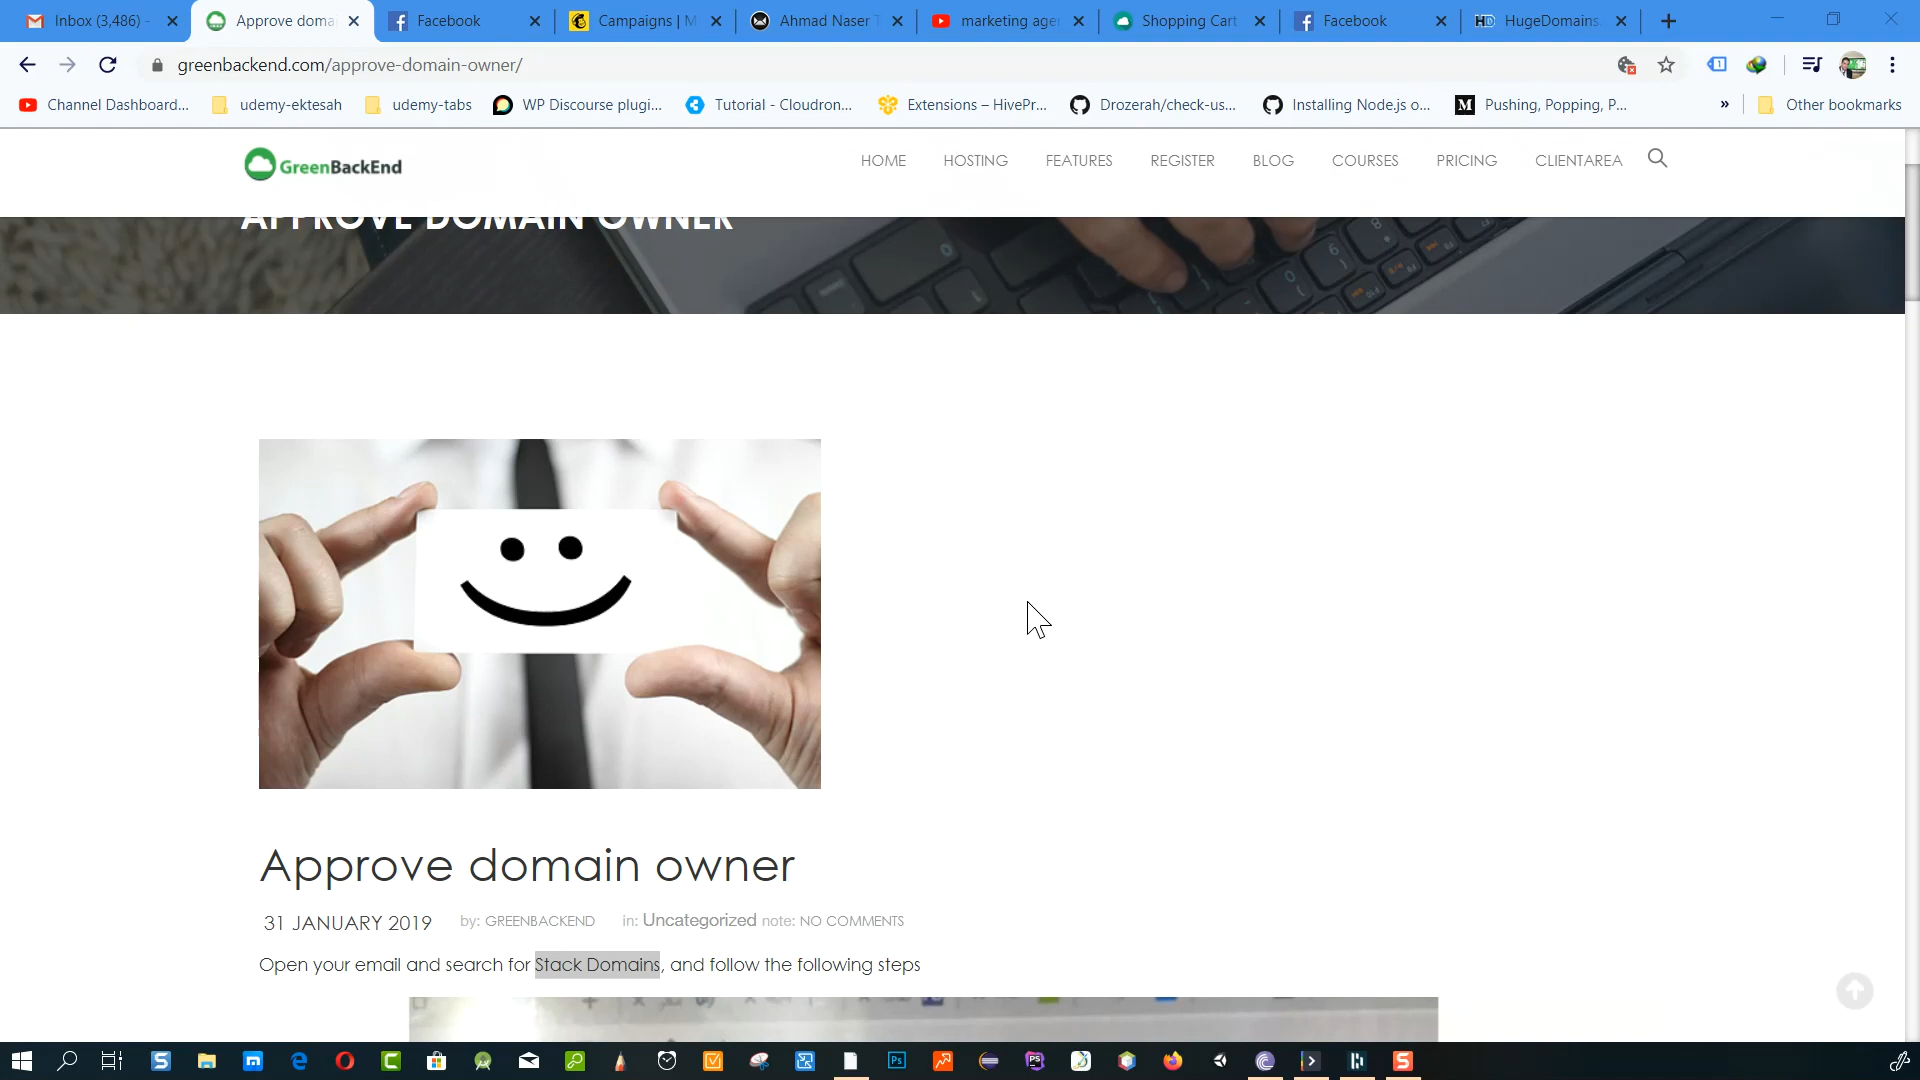 Inbox (3,486) -
Approve doma
Facebook
Campaigns | M
Ahmad Naser T
marketing age
Shopping Cart
Facebook
HugeDomains
greenbackend.com/approve-domain-owner/
Channel Dashboard...
udemy-ektesah
udemy-tabs
WP Discourse plugi...
Tutorial - Cloudron...
Extensions – HivePr...
Drozerah/check-us...
Installing Node.js o...
Pushing, Popping, P...
»
Other bookmarks
GreenBackEnd
HOME
HOSTING
FEATURES
REGISTER
BLOG
COURSES
PRICING
CLIENTAREA
APPROVE DOMAIN OWNER
Approve domain owner
31 JANUARY 2019 by: GREENBACKEND in: Uncategorized note: NO COMMENTS
Open your email and search for Stack Domains, and follow the following steps